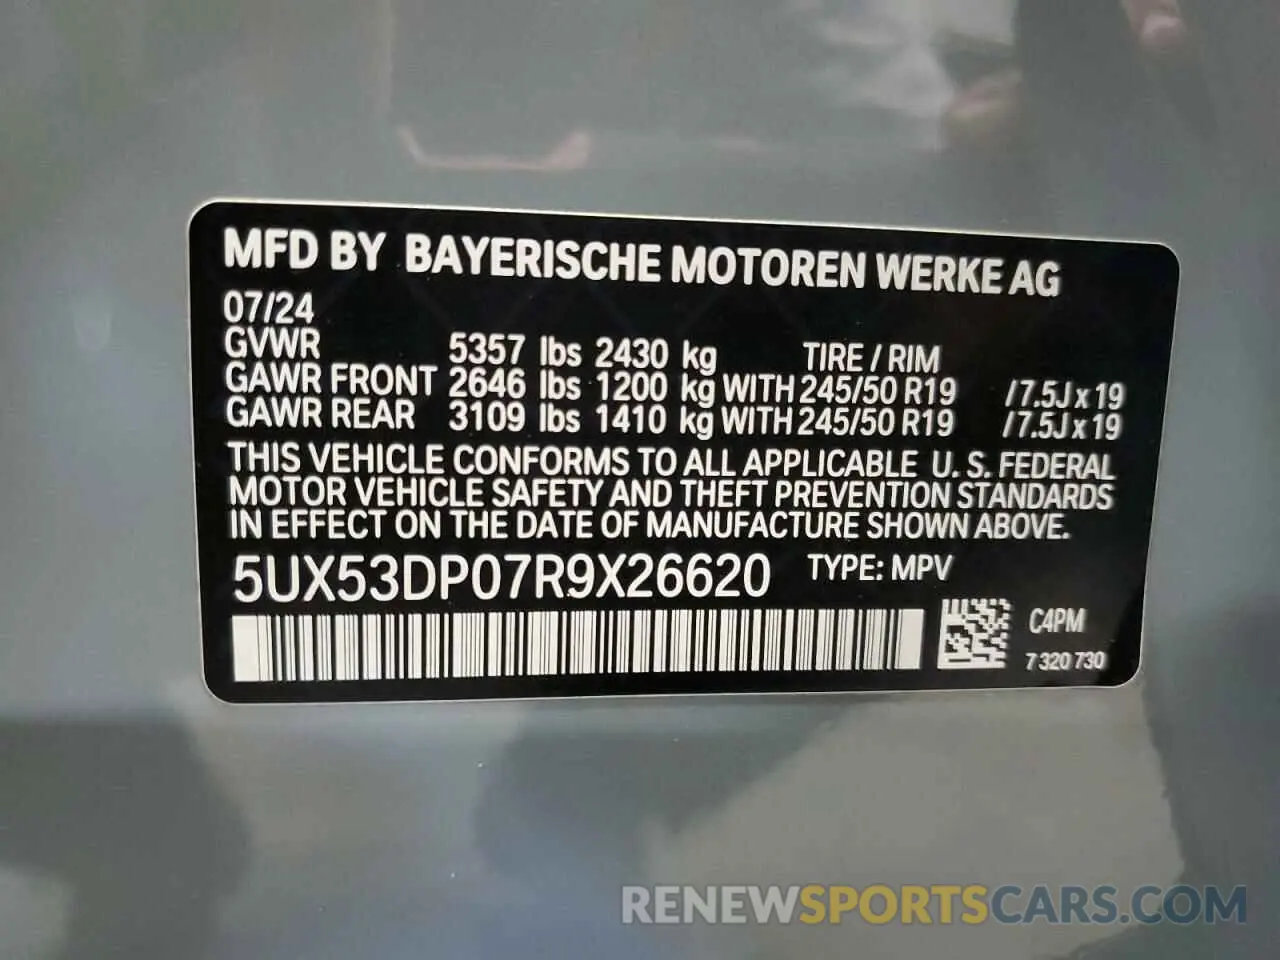 MFD BY BAYERISCHE MOTOREN WERKE AG
07/24
GVWR 5357 lbs 2430 kg TIRE / RIM
GAWR FRONT 2646 lbs 1200 kg WITH 245/50 R19 /7.5J x 19
GAWR REAR 3109 lbs 1410 kg WITH 245/50 R19 /7.5J x 19
THIS VEHICLE CONFORMS TO ALL APPLICABLE U. S. FEDERAL
MOTOR VEHICLE SAFETY AND THEFT PREVENTION STANDARDS
IN EFFECT ON THE DATE OF MANUFACTURE SHOWN ABOVE.
5UX53DP07R9X26620 TYPE: MPV
C4PM
7 320 730
RENEWSPORTSCARS.COM